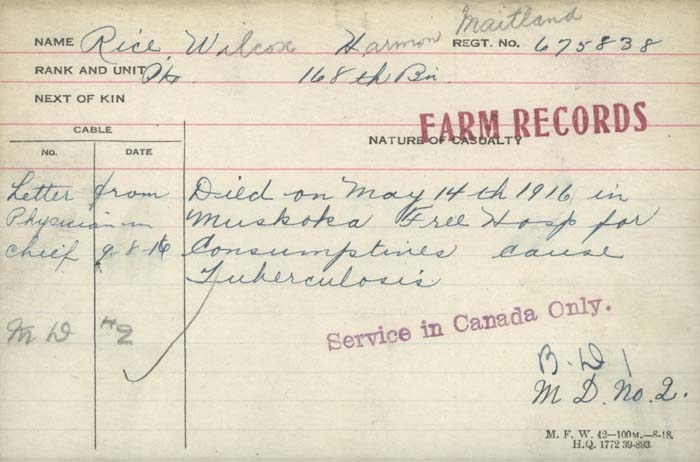 Maitland
NAME Rice, Wilcox Harmon REGT. NO. 675838
RANK AND UNIT Pte 168th Bn.
NEXT OF KIN
CABLE
NO. DATE
NATURE OF CASUALTY
FARM RECORDS
Letter from Died on May 14th 1916 in
Physician in Muskoka Free Hosp for
chief 9-8-16 Consumptives cause
Tuberculosis
Service in Canada Only.
M D #2
B. D 1
M D. No. 2.
M. F. W. 42—100M.—8-18.
H.Q. 1772 39-893.